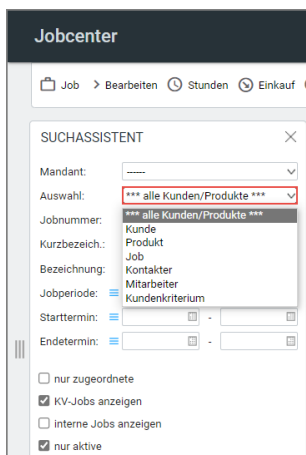 Jobcenter
Job > Bearbeiten Stunden Einkauf
SUCHASSISTENT
Mandant: ------
Auswahl: *** alle Kunden/Produkte ***
Jobnummer: *** alle Kunden/Produkte ***
Kunde
Kurzbezeich.: Produkt
Job
Bezeichnung: Kontakter
Mitarbeiter
Jobperiode: Kundenkriterium
Starttermin: -
Endetermin: -
nur zugeordnete
KV-Jobs anzeigen
interne Jobs anzeigen
nur aktive